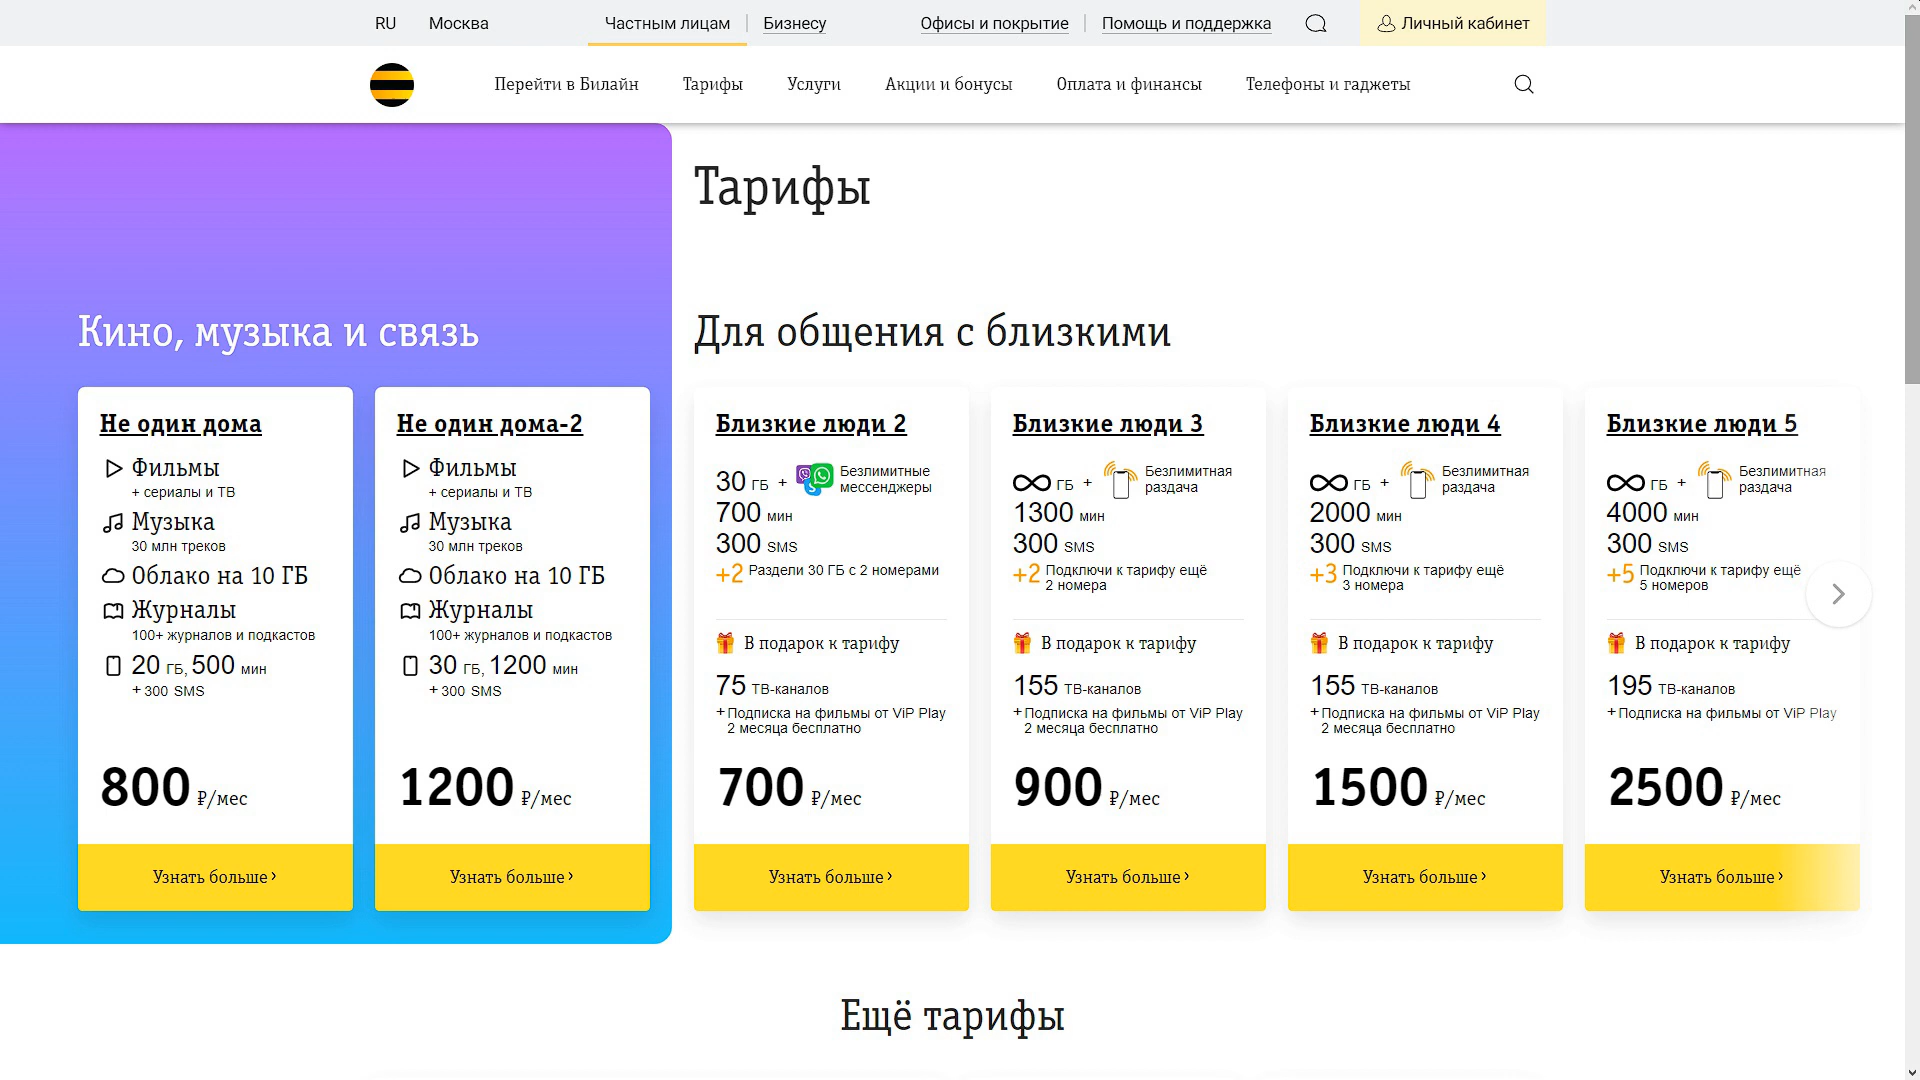 RU Москва Частным лицам Бизнесу Офисы и покрытие Помощь и поддержка Личный кабинет
Перейти в Билайн Тарифы Услуги Акции и бонусы Оплата и финансы Телефоны и гаджеты
Тарифы
Кино, музыка и связь
Не один дома
Фильмы
+ сериалы и ТВ
Музыка
30 млн треков
Облако на 10 ГБ
Журналы
100+ журналов и подкастов
20 ГБ, 500 мин
+ 300 SMS
800 ₽/мес
Узнать больше ›
Не один дома-2
Фильмы
+ сериалы и ТВ
Музыка
30 млн треков
Облако на 10 ГБ
Журналы
100+ журналов и подкастов
30 ГБ, 1200 мин
+ 300 SMS
1200 ₽/мес
Узнать больше ›
Для общения с близкими
Близкие люди 2
30 ГБ + Безлимитные
мессенджеры
700 мин
300 SMS
+2 Раздели 30 ГБ с 2 номерами
В подарок к тарифу
75 ТВ-каналов
+ Подписка на фильмы от ViP Play
2 месяца бесплатно
700 ₽/мес
Узнать больше ›
Близкие люди 3
∞ ГБ + Безлимитная
раздача
1300 мин
300 SMS
+2 Подключи к тарифу ещё
2 номера
В подарок к тарифу
155 ТВ-каналов
+ Подписка на фильмы от ViP Play
2 месяца бесплатно
900 ₽/мес
Узнать больше ›
Близкие люди 4
∞ ГБ + Безлимитная
раздача
2000 мин
300 SMS
+3 Подключи к тарифу ещё
3 номера
В подарок к тарифу
155 ТВ-каналов
+ Подписка на фильмы от ViP Play
2 месяца бесплатно
1500 ₽/мес
Узнать больше ›
Близкие люди 5
∞ ГБ + Безлимитная
раздача
4000 мин
300 SMS
+5 Подключи к тарифу ещё
5 номеров
В подарок к тарифу
195 ТВ-каналов
+ Подписка на фильмы от ViP Play
2500 ₽/мес
Узнать больше ›
Ещё тарифы